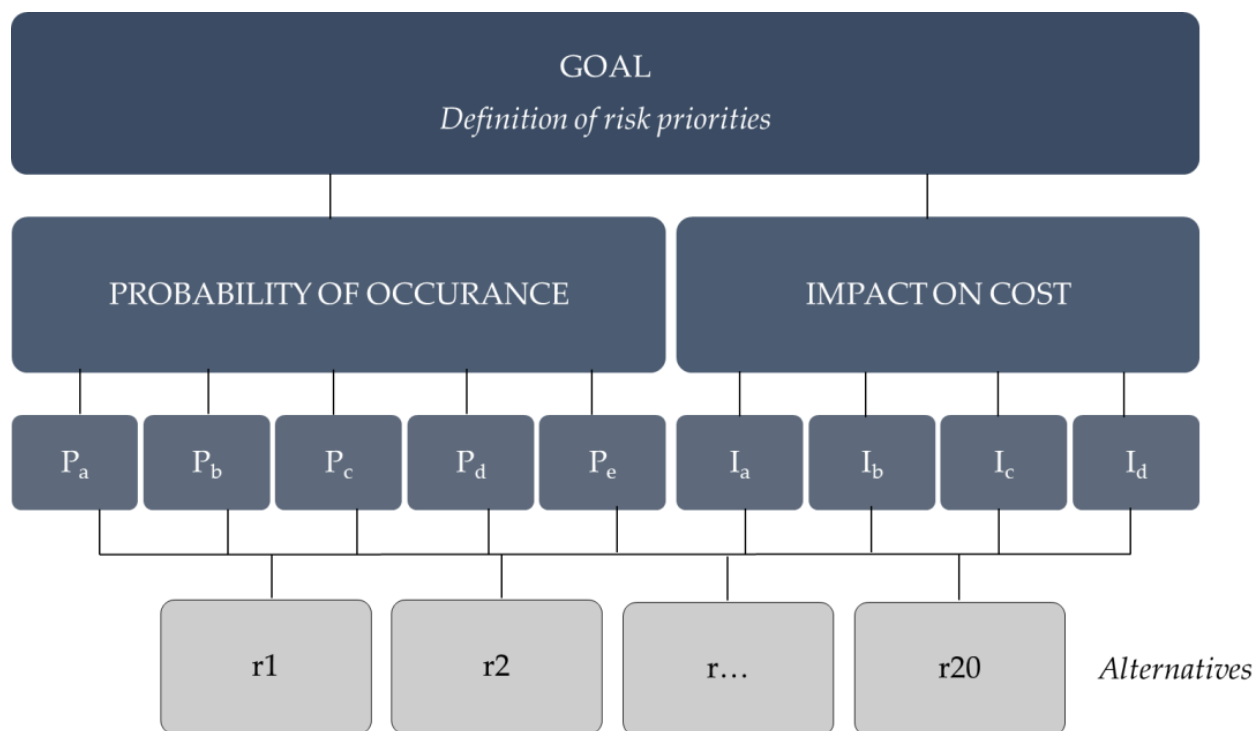 GOAL
Definition of risk priorities
PROBABILITY OF OCCURANCE IMPACT ON COST
Pa Pb Pc Pd Pe Ia Ib Ic Id
r1 r2 r… r20 Alternatives